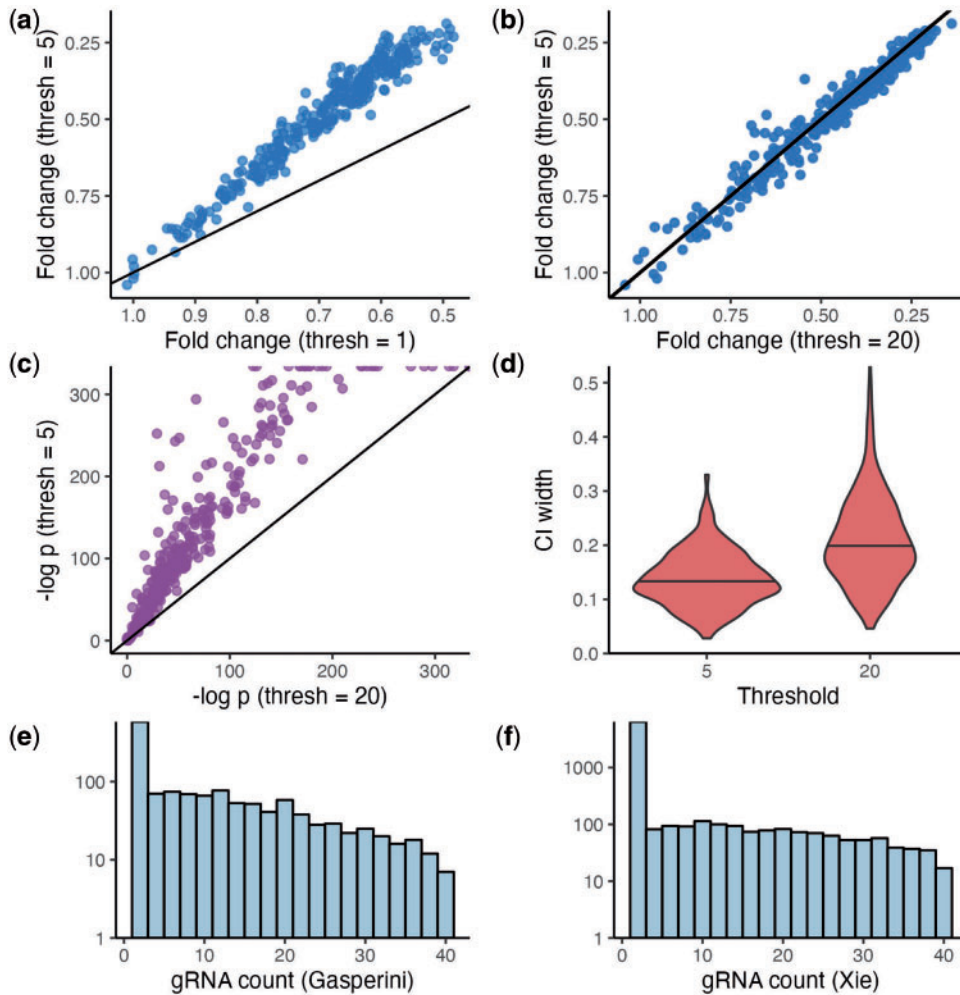 (a)
Fold change (thresh = 5)
0.25
0.50
0.75
1.00
1.0 0.9 0.8 0.7 0.6 0.5
Fold change (thresh = 1)
(b)
Fold change (thresh = 5)
0.25
0.50
0.75
1.00
1.00 0.75 0.50 0.25
Fold change (thresh = 20)
(c)
-log p (thresh = 5)
300
200
100
0
0 100 200 300
-log p (thresh = 20)
(d)
CI width
0.5
0.4
0.3
0.2
0.1
0.0
5 20
Threshold
(e)
100
10
1
0 10 20 30 40
gRNA count (Gasperini)
(f)
1000
100
10
1
0 10 20 30 40
gRNA count (Xie)